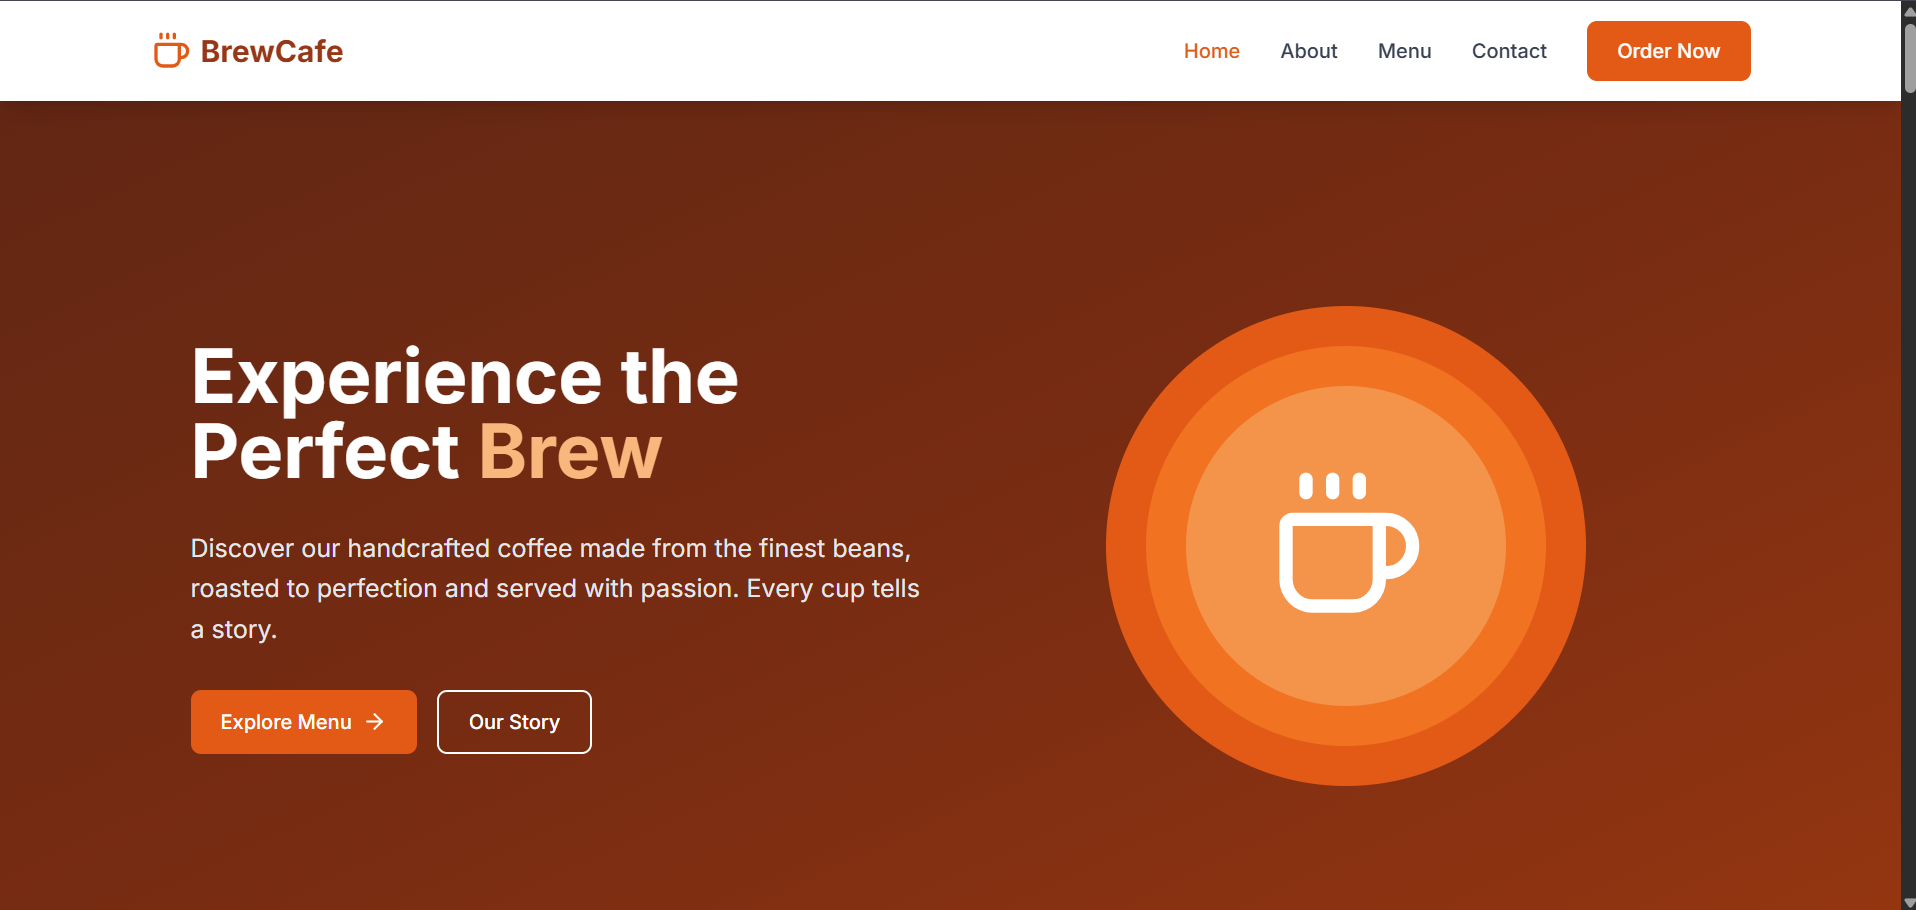 BrewCafe
Home
About
Menu
Contact
Order Now
Experience the
Perfect Brew
Discover our handcrafted coffee made from the finest beans,
roasted to perfection and served with passion. Every cup tells
a story.
Explore Menu
Our Story